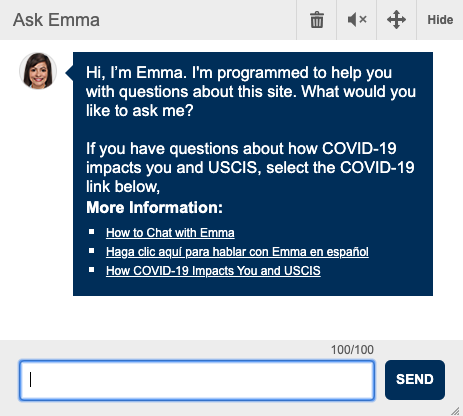 Ask Emma
Hide
Hi, I'm Emma. I'm programmed to help you
with questions about this site. What would you
like to ask me?
If you have questions about how COVID-19
impacts you and USCIS, select the COVID-19
link below,
More Information:
How to Chat with Emma
Haga clic aquí para hablar con Emma en español
How COVID-19 Impacts You and USCIS
100/100
SEND